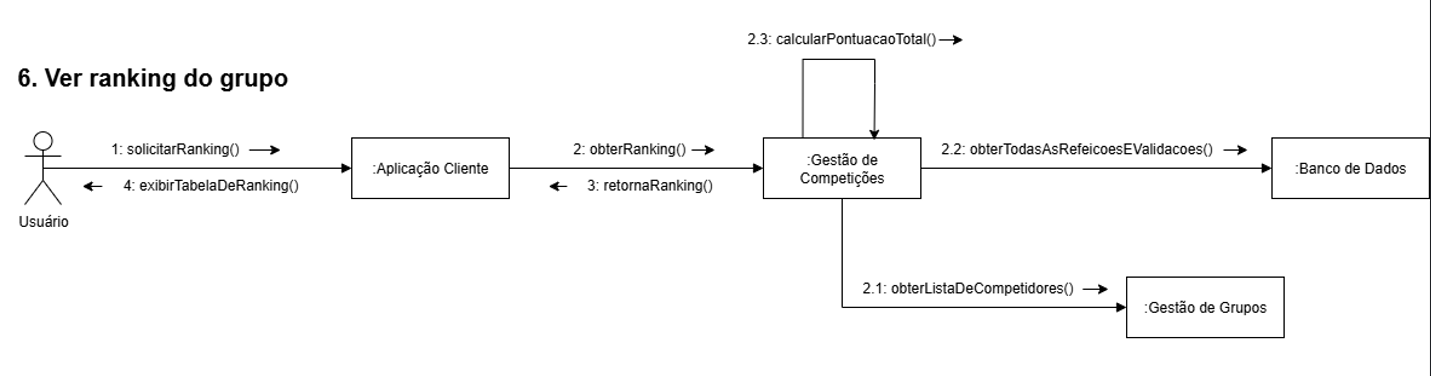 2.3: calcularPontuacaoTotal()
6. Ver ranking do grupo
1: solicitarRanking()
2: obterRanking()
2.2: obterTodasAsRefeicoesEValidacoes()
:Aplicação Cliente
:Gestão de
Competições
:Banco de Dados
4: exibirTabelaDeRanking()
3: retornaRanking()
Usuário
2.1: obterListaDeCompetidores()
:Gestão de Grupos